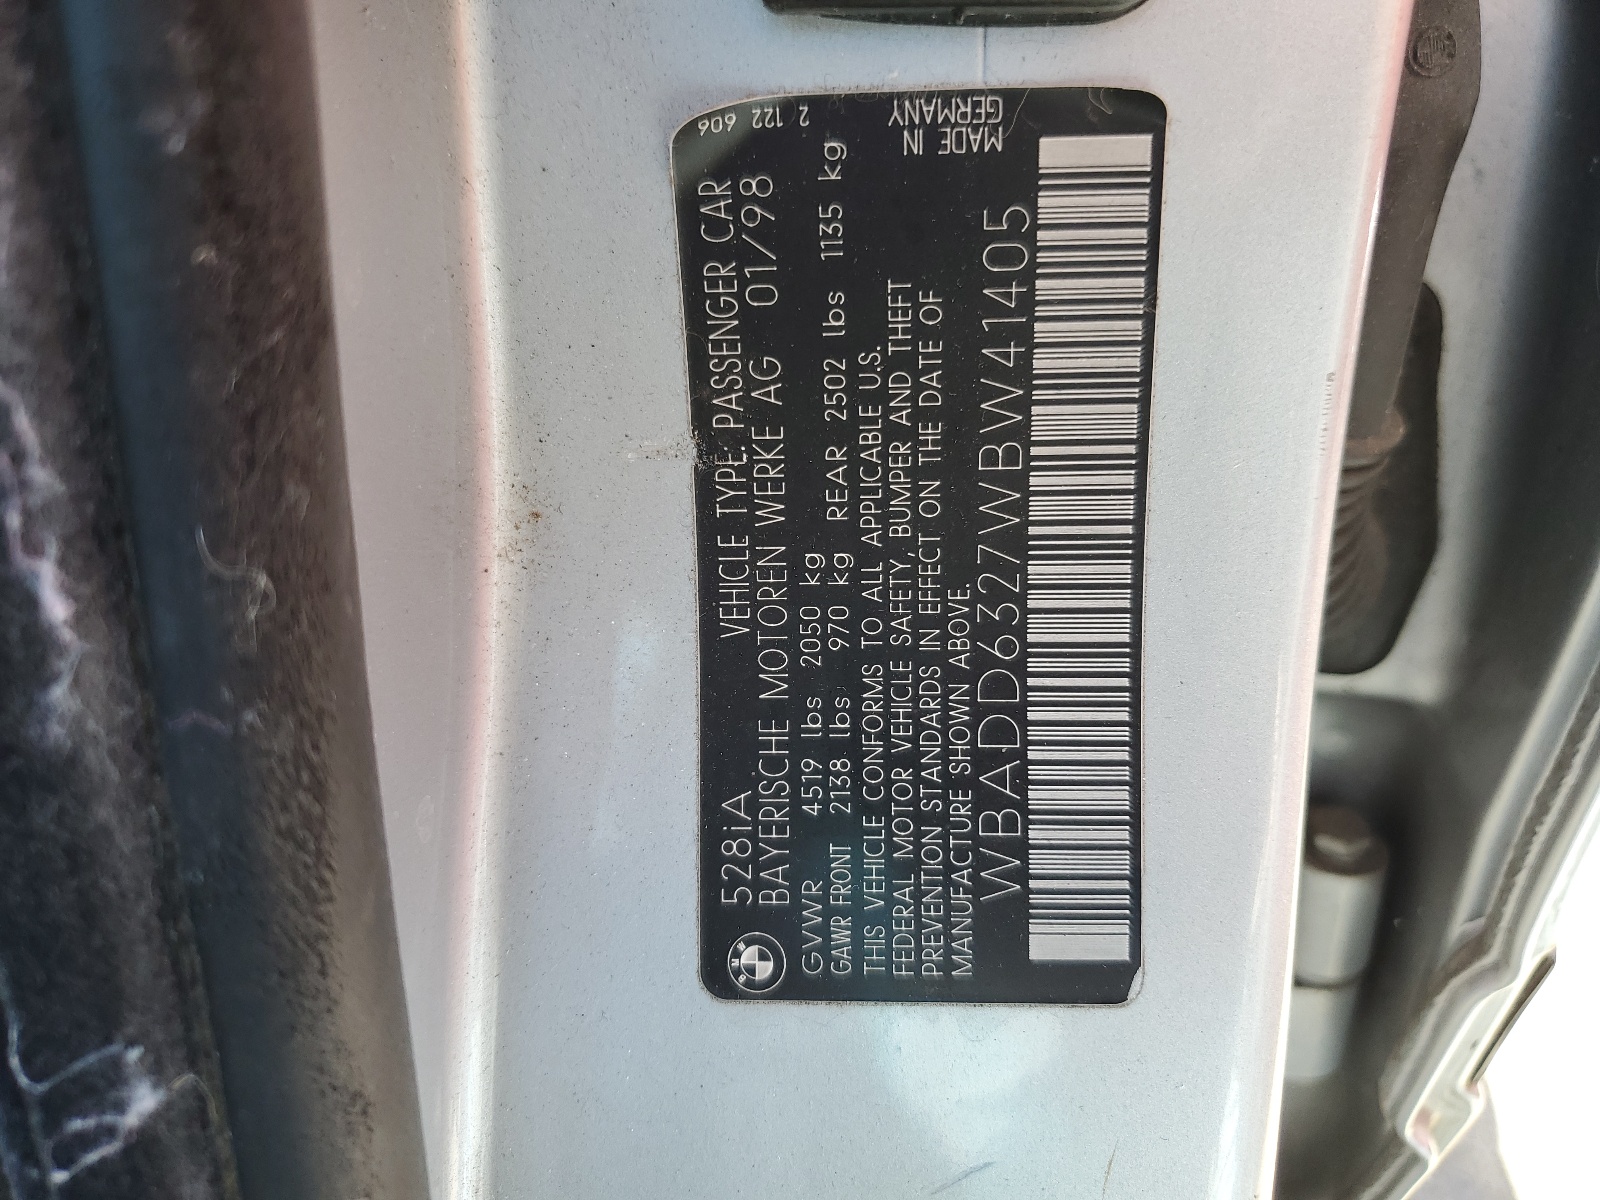 BMW
528iA VEHICLE TYPE: PASSENGER CAR
BAYERISCHE MOTOREN WERKE AG 01/98
GVWR 4519 lbs 2050 kg
GAWR FRONT 2138 lbs 970 kg REAR 2502 lbs 1135 kg
THIS VEHICLE CONFORMS TO ALL APPLICABLE U.S.
FEDERAL MOTOR VEHICLE SAFETY, BUMPER AND THEFT
PREVENTION STANDARDS IN EFFECT ON THE DATE OF
MANUFACTURE SHOWN ABOVE.
WBADD6327WBW41405
2 122 606
MADE IN
GERMANY